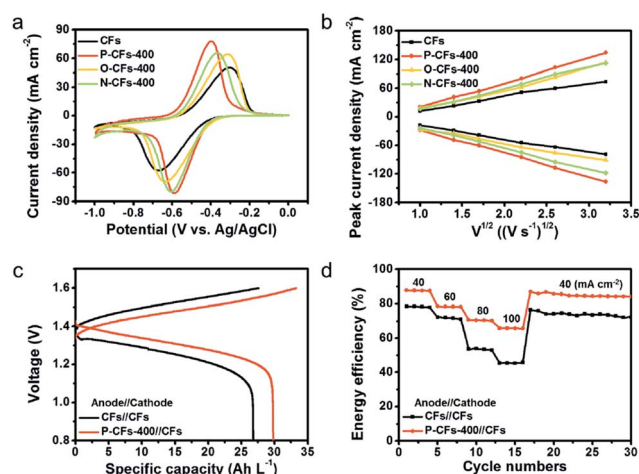 a
CFs
P-CFs-400
O-CFs-400
N-CFs-400
90
60
30
0
-30
-60
-90
Current density (mA cm⁻²)
-1.0 -0.8 -0.6 -0.4 -0.2 0.0
Potential (V vs. Ag/AgCl)
b
CFs
P-CFs-400
O-CFs-400
N-CFs-400
180
120
60
0
-60
-120
-180
Peak current density (mA cm⁻²)
1.0 1.5 2.0 2.5 3.0 3.5
V¹ᐟ² ((V s⁻¹)¹ᐟ²)
c
1.8
1.6
1.4
1.2
1.0
0.8
Voltage (V)
Anode//Cathode
CFs//CFs
P-CFs-400//CFs
0 5 10 15 20 25 30 35
Specific capacity (Ah L⁻¹)
d
100
80
60
40
20
0
Energy efficiency (%)
40
60
80
100
40 (mA cm⁻²)
Anode//Cathode
CFs//CFs
P-CFs-400//CFs
0 5 10 15 20 25 30
Cycle numbers